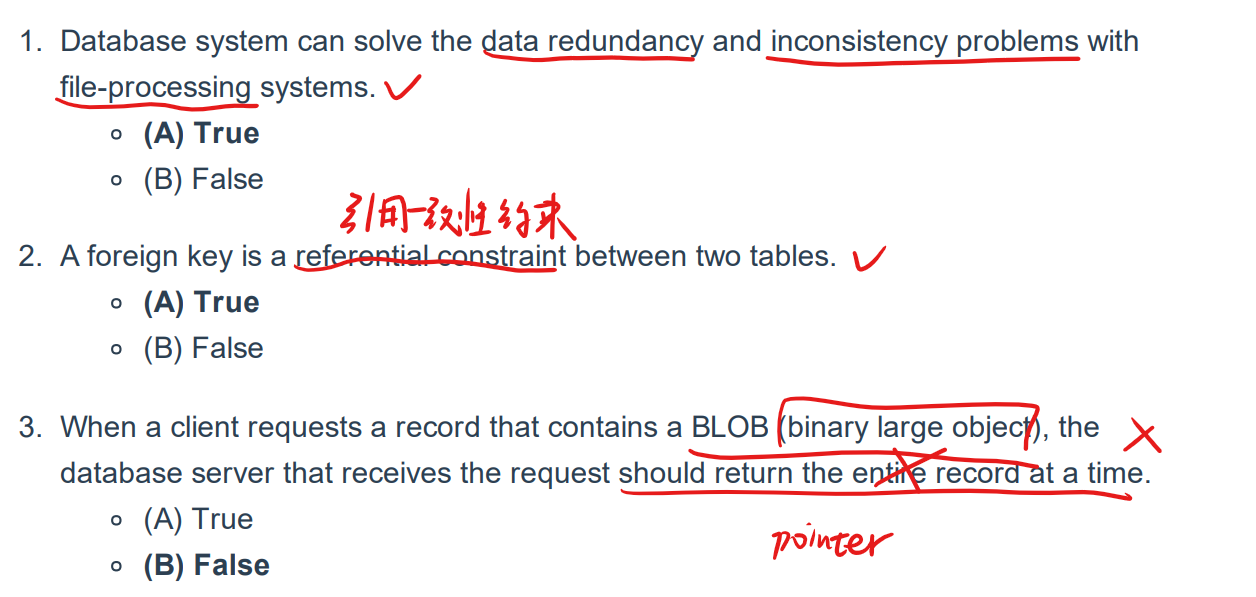 1. Database system can solve the data redundancy and inconsistency problems with
file-processing systems.
(A) True
(B) False
引用一致性约束
2. A foreign key is a referential constraint between two tables.
(A) True
(B) False
3. When a client requests a record that contains a BLOB (binary large object), the
database server that receives the request should return the entire record at a time.
pointer
(A) True
(B) False